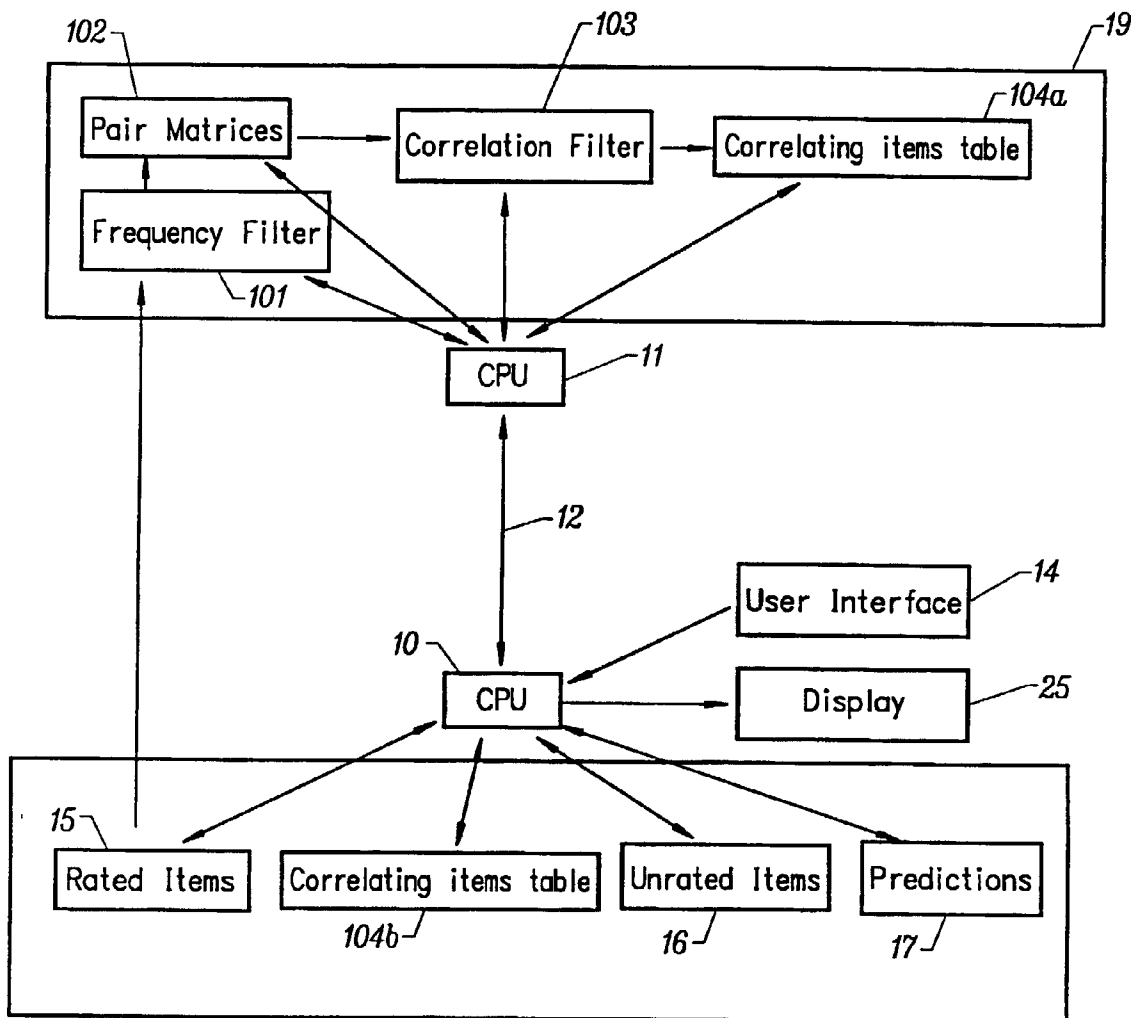 102
103
19
104a
Pair Matrices
Correlation Filter
Correlating items table
Frequency Filter
101
CPU
11
12
14
User Interface
10
CPU
25
Display
15
Rated Items
Correlating items table
Unrated Items
Predictions
104b
16
17